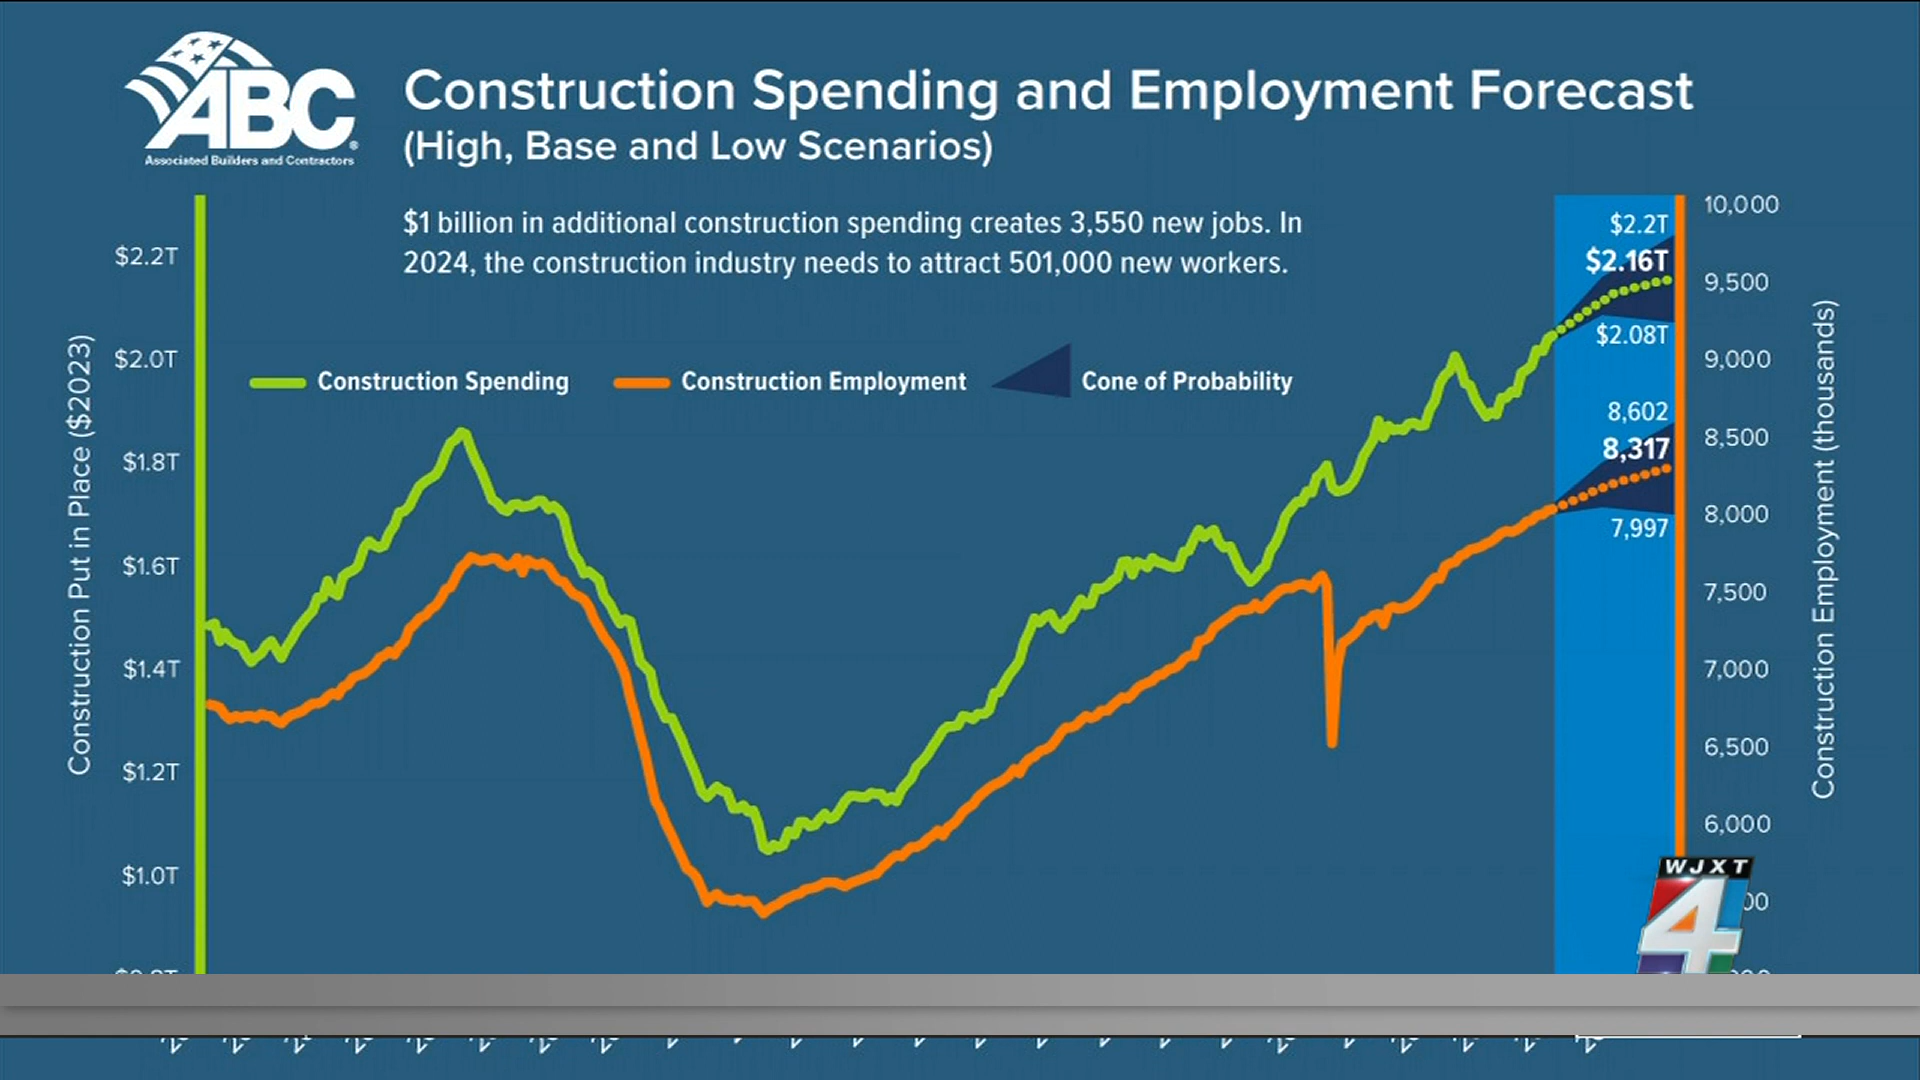 ABC®
Associated Builders and Contractors
Construction Spending and Employment Forecast
(High, Base and Low Scenarios)
$1 billion in additional construction spending creates 3,550 new jobs. In
2024, the construction industry needs to attract 501,000 new workers.
Construction Spending
Construction Employment
Cone of Probability
Construction Put in Place ($2023)
$2.2T
$2.0T
$1.8T
$1.6T
$1.4T
$1.2T
$1.0T
$2.2T
$2.16T
$2.08T
8,602
8,317
7,997
10,000
9,500
9,000
8,500
8,000
7,500
7,000
6,500
6,000
Construction Employment (thousands)
WJXT
4